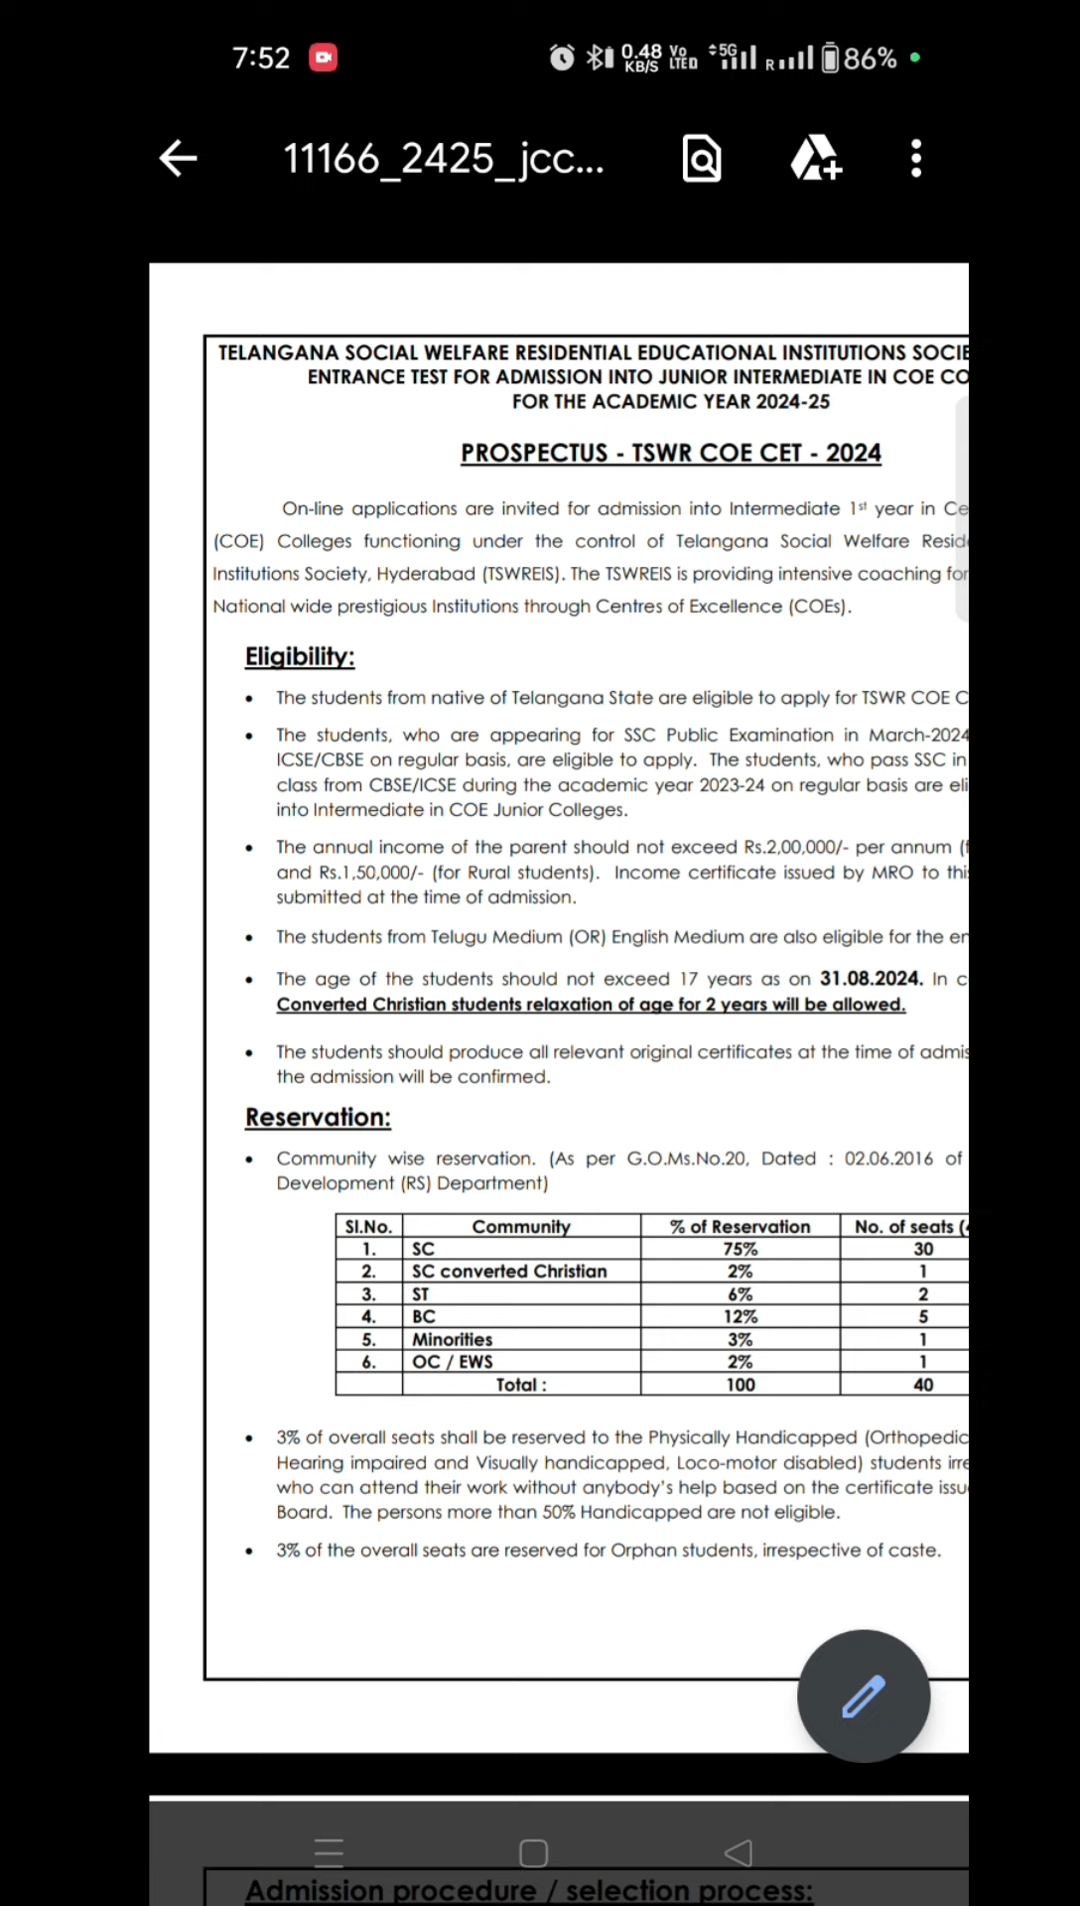 7:52 0.48 KB/S Vo LTE 5G R 86%
11166_2425_jcc...
TELANGANA SOCIAL WELFARE RESIDENTIAL EDUCATIONAL INSTITUTIONS
ENTRANCE TEST FOR ADMISSION INTO JUNIOR INTERMEDIATE IN COE
FOR THE ACADEMIC YEAR 2024-25
PROSPECTUS - TSWR COE CET - 2024
On-line applications are invited for admission into Intermediate 1st year in
(COE) Colleges functioning under the control of Telangana Social Welfare
Institutions Society, Hyderabad (TSWREIS). The TSWREIS is providing intensive coaching for
National wide prestigious Institutions through Centres of Excellence (COEs).
Eligibility:
• The students from native of Telangana State are eligible to apply for TSWR COE C
• The students, who are appearing for SSC Public Examination in March-2024
ICSE/CBSE on regular basis, are eligible to apply. The students, who pass SSC in
class from CBSE/ICSE during the academic year 2023-24 on regular basis are
into Intermediate in COE Junior Colleges.
• The annual income of the parent should not exceed Rs.2,00,000/- per annum
and Rs.1,50,000/- (for Rural students). Income certificate issued by MRO to
submitted at the time of admission.
• The students from Telugu Medium (OR) English Medium are also eligible for the
• The age of the students should not exceed 17 years as on 31.08.2024. In c
Converted Christian students relaxation of age for 2 years will be allowed.
• The students should produce all relevant original certificates at the time of
the admission will be confirmed.
Reservation:
• Community wise reservation. (As per G.O.Ms.No.20, Dated : 02.06.2016 of
Development (RS) Department)
Sl.No. Community % of Reservation No. of seats
1. SC 75% 30
2. SC converted Christian 2% 1
3. ST 6% 2
4. BC 12% 5
5. Minorities 3% 1
6. OC / EWS 2% 1
Total : 100 40
• 3% of overall seats shall be reserved to the Physically Handicapped (Orthopedic
Hearing impaired and Visually handicapped, Loco-motor disabled) students
who can attend their work without anybody's help based on the certificate
Board. The persons more than 50% Handicapped are not eligible.
• 3% of the overall seats are reserved for Orphan students, irrespective of caste.
Admission procedure / selection process: